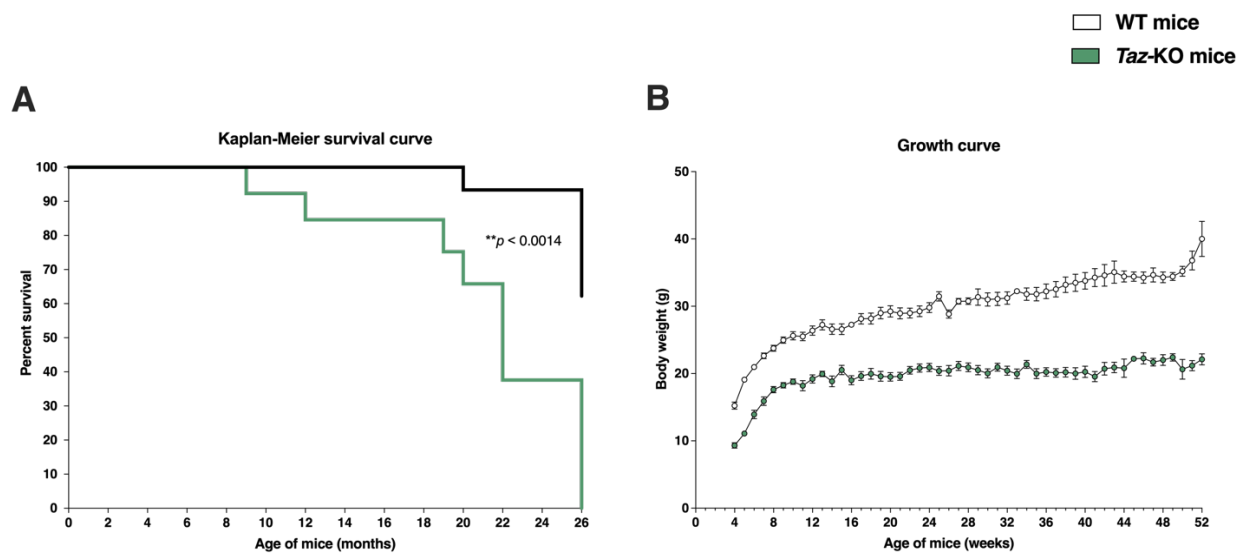 WT mice
Taz-KO mice
A
Kaplan-Meier survival curve
100
90
80
70
60
50
40
30
20
10
0
Percent survival
**p < 0.0014
0 2 4 6 8 10 12 14 16 18 20 22 24 26
Age of mice (months)
B
Growth curve
50
40
30
20
10
0
Body weight (g)
0 4 8 12 16 20 24 28 32 36 40 44 48 52
Age of mice (weeks)